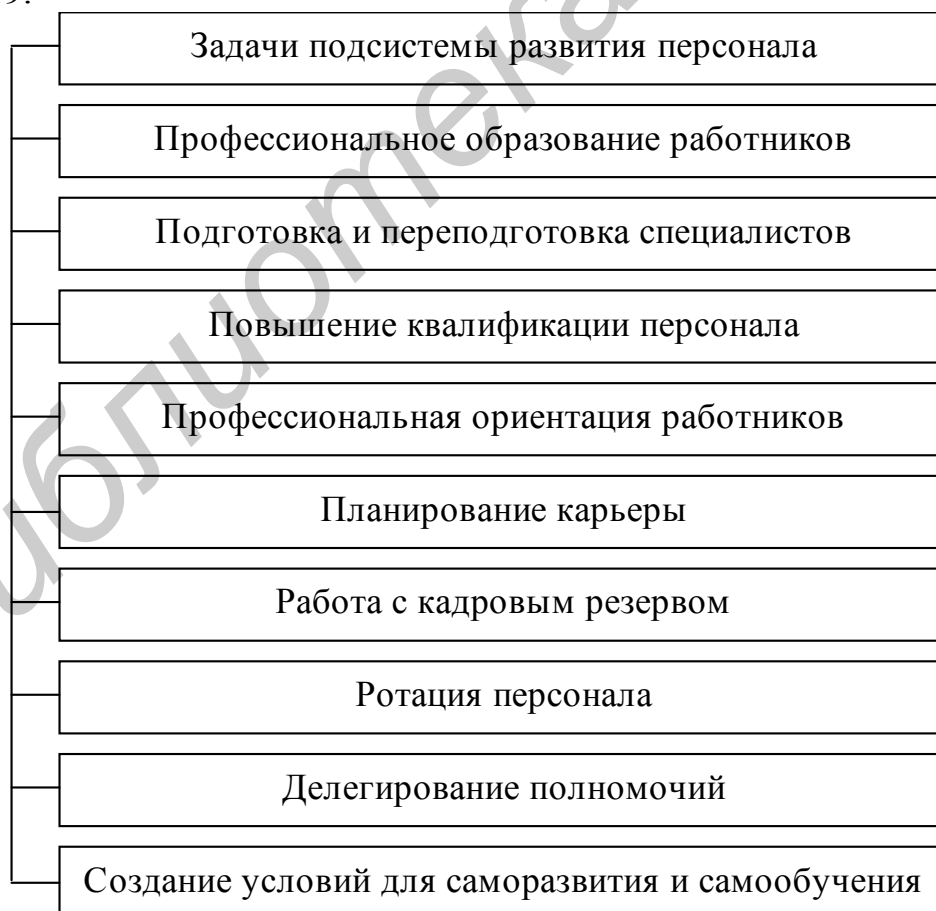 Задачи подсистемы развития персонала
Профессиональное образование работников
Подготовка и переподготовка специалистов
Повышение квалификации персонала
Профессиональная ориентация работников
Планирование карьеры
Работа с кадровым резервом
Ротация персонала
Делегирование полномочий
Создание условий для саморазвития и самообучения